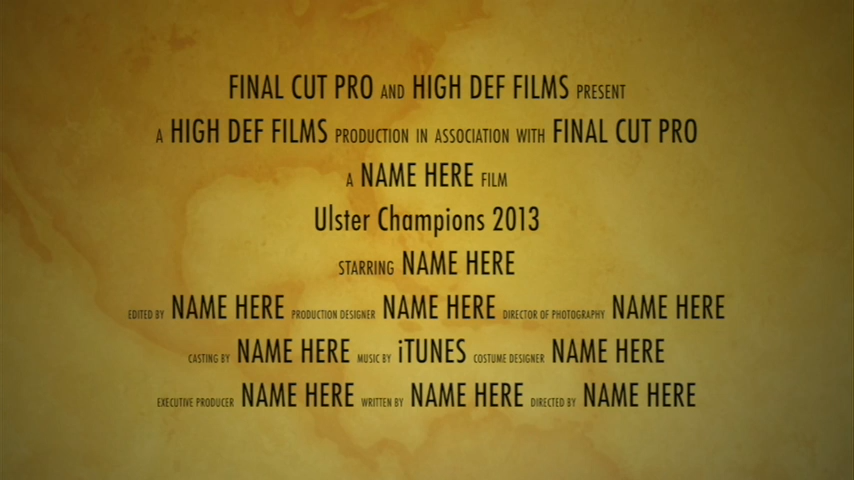 FINAL CUT PRO AND HIGH DEF FILMS PRESENT
A HIGH DEF FILMS PRODUCTION IN ASSOCIATION WITH FINAL CUT PRO
A NAME HERE FILM
Ulster Champions 2013
STARRING NAME HERE
EDITED BY NAME HERE PRODUCTION DESIGNER NAME HERE DIRECTOR OF PHOTOGRAPHY NAME HERE
CASTING BY NAME HERE MUSIC BY iTUNES COSTUME DESIGNER NAME HERE
EXECUTIVE PRODUCER NAME HERE WRITTEN BY NAME HERE DIRECTED BY NAME HERE